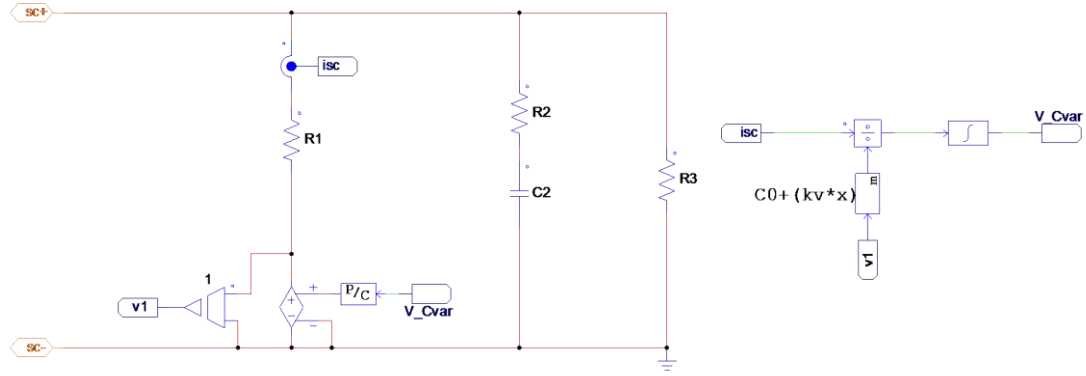 sc+
isc
R1
R2
C2
R3
1
v1
+
-
+
-
P/C
V_Cvar
sc-
isc
÷
∫
V_Cvar
C0+(kv*x)
m
v1